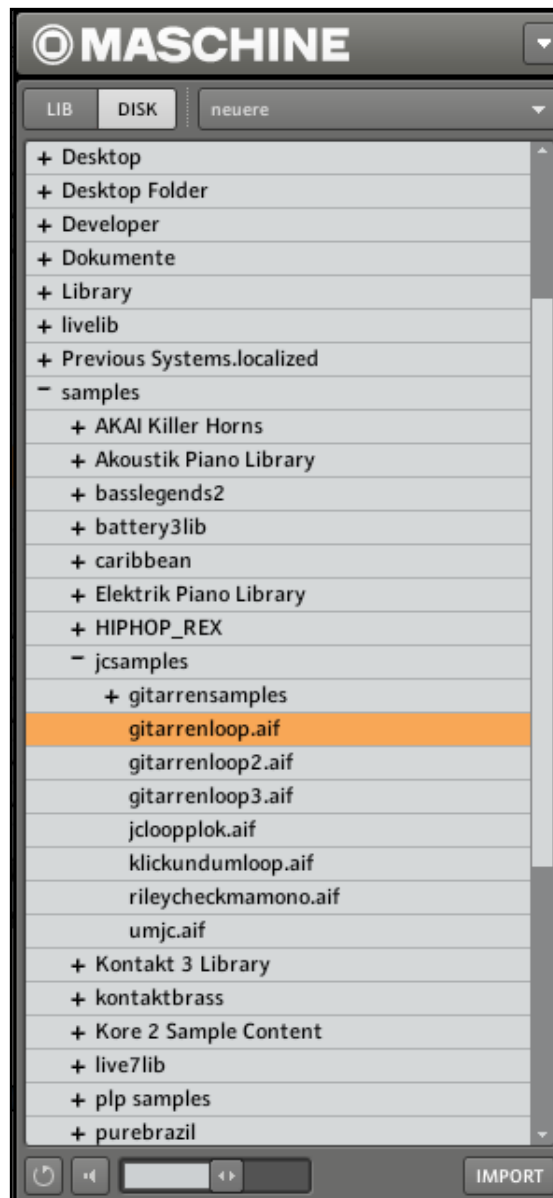 MASCHINE
LIB DISK neuere
+ Desktop
+ Desktop Folder
+ Developer
+ Dokumente
+ Library
+ livelib
+ Previous Systems.localized
- samples
+ AKAI Killer Horns
+ Akoustik Piano Library
+ basslegends2
+ battery3lib
+ caribbean
+ Elektrik Piano Library
+ HIPHOP_REX
- jcsamples
+ gitarrensamples
gitarrenloop.aif
gitarrenloop2.aif
gitarrenloop3.aif
jcloopplok.aif
klickundumloop.aif
rileycheckmamono.aif
umjc.aif
+ Kontakt 3 Library
+ kontaktbrass
+ Kore 2 Sample Content
+ live7lib
+ plp samples
+ purebrazil
IMPORT